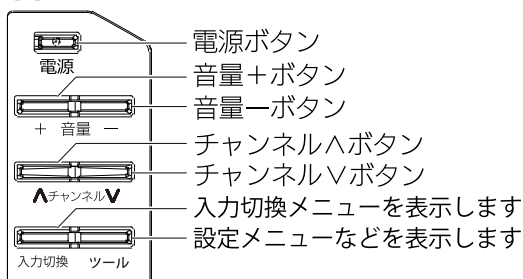 電源ボタン
電源
音量＋ボタン
音量ーボタン
＋ 音量 ー
チャンネル∧ボタン
チャンネル∨ボタン
∧チャンネル∨
入力切換メニューを表示します
設定メニューなどを表示します
入力切換 ツール